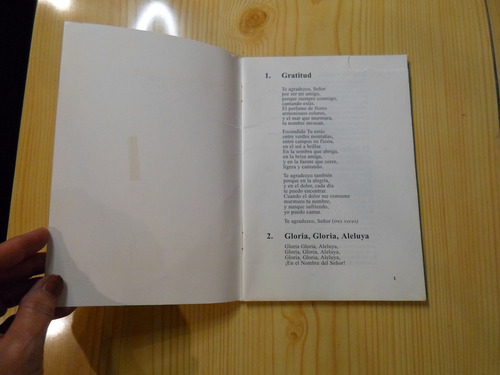 1. Gratitud
Te agradezco, Señor
por ser mi amigo,
porque siempre conmigo,
cantando estás.
El perfume de flores
armoniosos colores,
y el mar que murmura,
tu nombre invocan.
Escondido Tu estás
entre verdes montañas,
entre campos en fiesta,
en el sol a brillar.
En la sombra que abriga,
en la brisa amiga,
y en la fuente que corre,
ligera y cantando.
Te agradezco también
porque en la alegría,
y en el dolor, cada día
te puedo encontrar.
Cuando el dolor me consume
murmuro tu nombre,
y aunque sufriendo,
yo puedo cantar.
Te agradezco, Señor (tres veces)
2. Gloria, Gloria, Aleluya
Gloria Gloria, Aleluya,
Gloria, Gloria, Aleluya,
Gloria, Gloria, Aleluya,
¡En el Nombre del Señor!
1